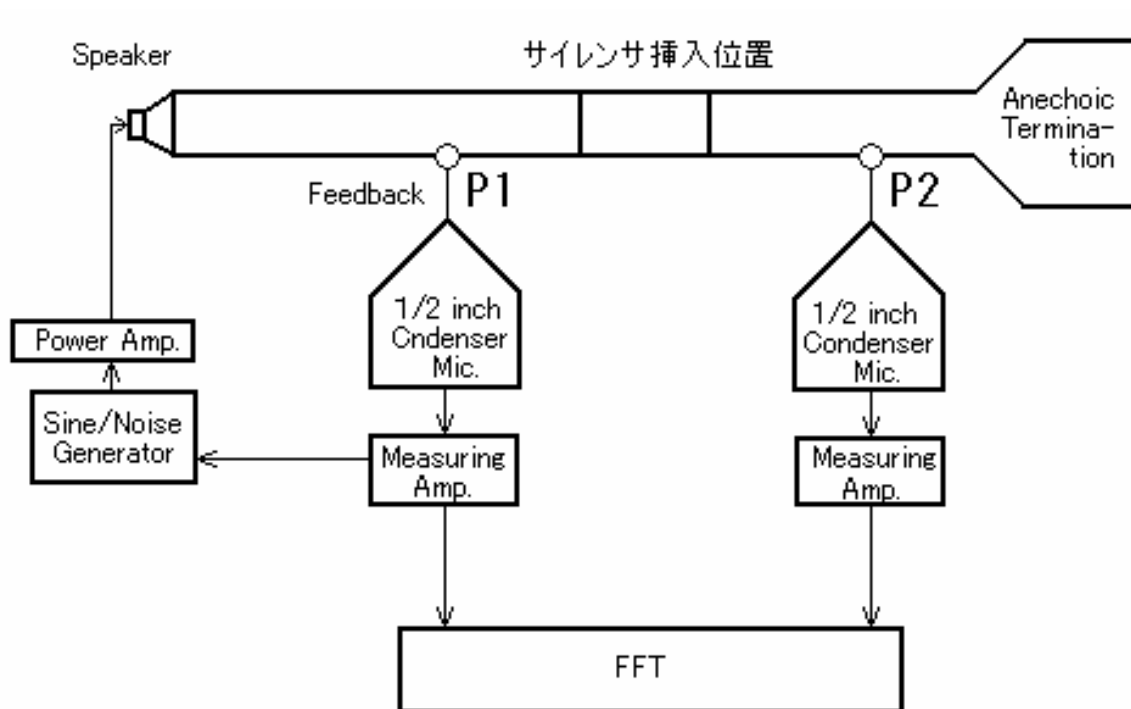 Speaker
サイレンサ挿入位置
Anechoic
Termina-
tion
Feedback
P1
P2
1/2 inch
Cndenser
Mic.
1/2 inch
Condenser
Mic.
Power Amp.
Sine/Noise
Generator
Measuring
Amp.
Measuring
Amp.
FFT